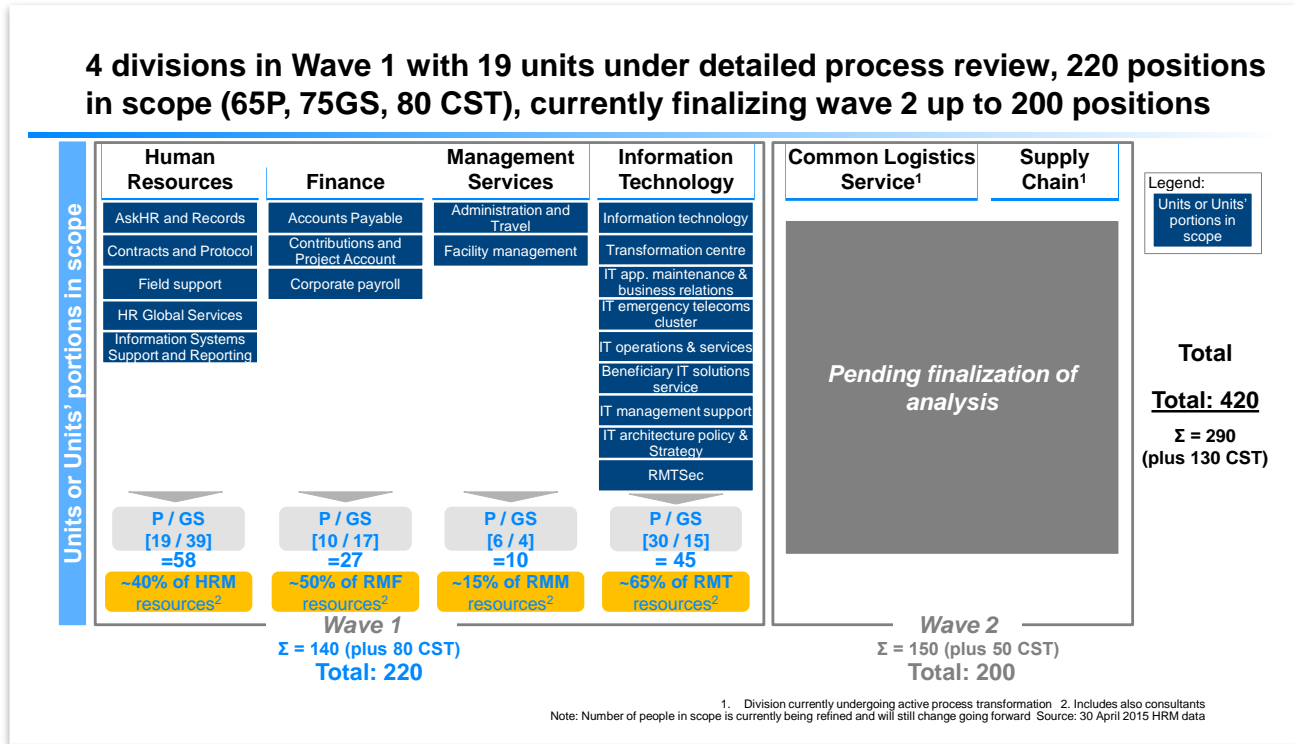 4 divisions in Wave 1 with 19 units under detailed process review, 220 positions
in scope (65P, 75GS, 80 CST), currently finalizing wave 2 up to 200 positions
Units or Units' portions in scope
Human
Resources
AskHR and Records
Contracts and Protocol
Field support
HR Global Services
Information Systems
Support and Reporting
P / GS
[19 / 39]
=58
~40% of HRM
resources2
Finance
Accounts Payable
Contributions and
Project Account
Corporate payroll
P / GS
[10 / 17]
=27
~50% of RMF
resources2
Management
Services
Administration and
Travel
Facility management
P / GS
[6 / 4]
=10
~15% of RMM
resources2
Information
Technology
Information technology
Transformation centre
IT app. maintenance &
business relations
IT emergency telecoms
cluster
IT operations & services
Beneficiary IT solutions
service
IT management support
IT architecture policy &
Strategy
RMTSec
P / GS
[30 / 15]
= 45
~65% of RMT
resources2
Wave 1
Σ = 140 (plus 80 CST)
Total: 220
Common Logistics
Service1
Supply
Chain1
Pending finalization of
analysis
Wave 2
Σ = 150 (plus 50 CST)
Total: 200
Legend:
Units or Units'
portions in
scope
Total
Total: 420
Σ = 290
(plus 130 CST)
1. Division currently undergoing active process transformation 2. Includes also consultants
Note: Number of people in scope is currently being refined and will still change going forward Source: 30 April 2015 HRM data